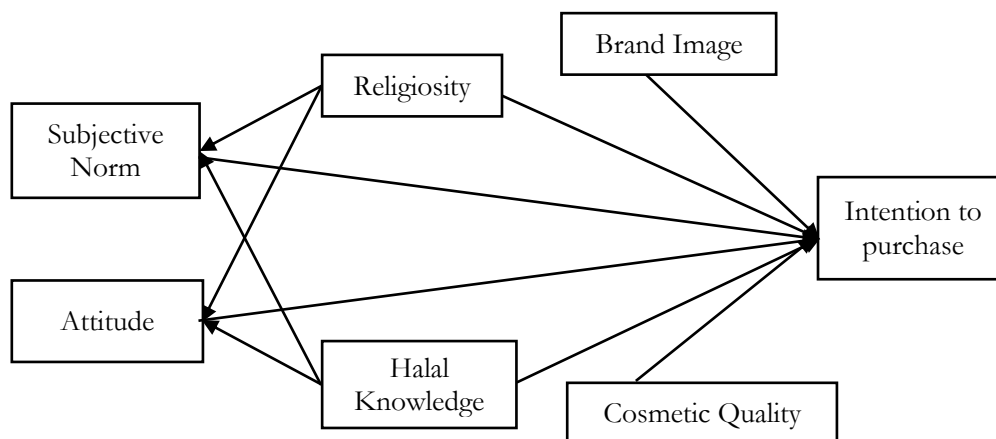 Brand Image
Religiosity
Subjective
Norm
Intention to
purchase
Attitude
Halal
Knowledge
Cosmetic Quality